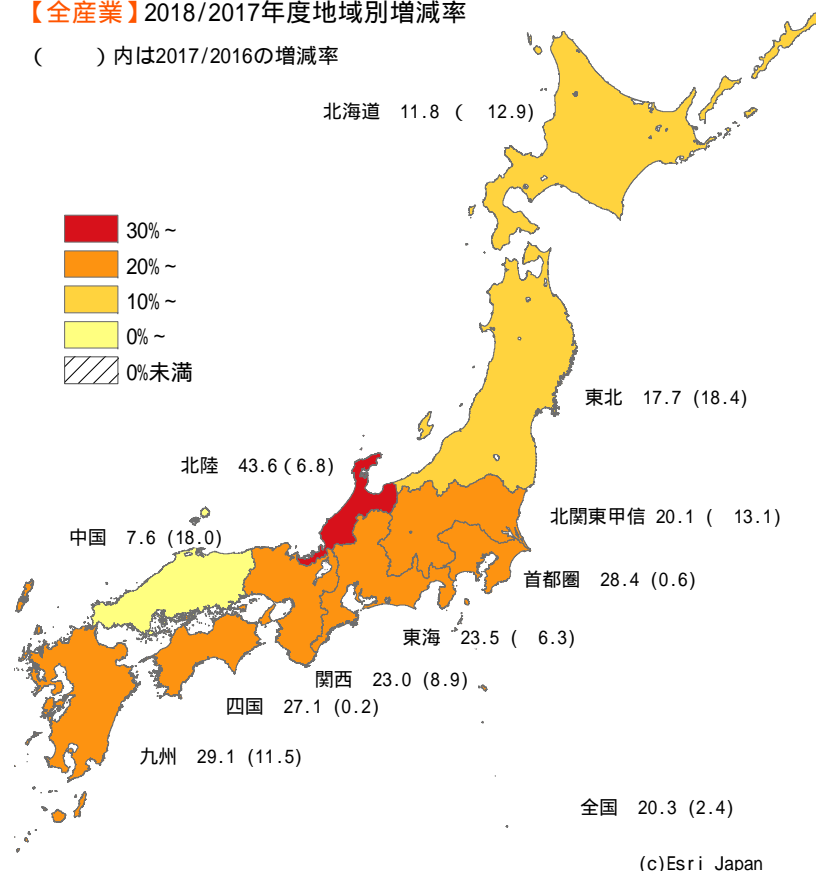 【全産業】2018/2017年度地域別増減率
(　　)内は2017/2016の増減率
北海道 11.8 (　12.9)
30%~
20%~
10%~
0%~
0%未満
東北 17.7 (18.4)
北陸 43.6(6.8)
北関東甲信 20.1 (　13.1)
中国 7.6 (18.0)
首都圏 28.4 (0.6)
東海 23.5 (　6.3)
関西 23.0 (8.9)
四国 27.1 (0.2)
九州 29.1 (11.5)
全国 20.3 (2.4)
(c)Esri Japan